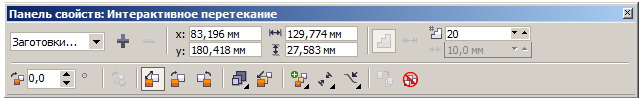 Панель свойств: Интерактивное перетекание
Заготовки...
x: 83,196 мм 129,774 мм 20
y: 180,418 мм 27,583 мм 10,0 мм
0,0 °